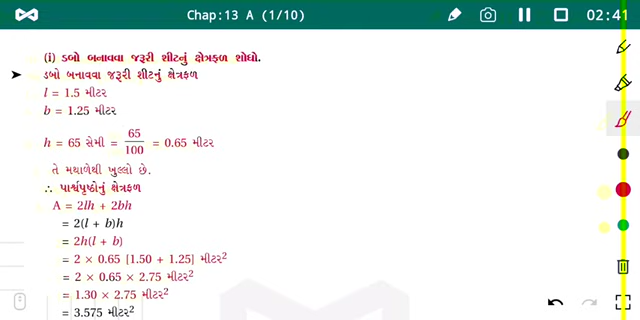 Chap:13 A (1/10)
02:41
(i) ડબો બનાવવા જરૂરી શીટનું ક્ષેત્રફળ શોધો.
➤ ડબો બનાવવા જરૂરી શીટનું ક્ષેત્રફળ
l = 1.5 મીટર
b = 1.25 મીટર
h = 65 સેમી = 65/100 = 0.65 મીટર
તે મથાળેથી ખુલ્લો છે.
∴ પાર્શ્વપૃષ્ઠોનું ક્ષેત્રફળ
A = 2lh + 2bh
= 2(l + b)h
= 2h(l + b)
= 2 × 0.65 [1.50 + 1.25] મીટર²
= 2 × 0.65 × 2.75 મીટર²
= 1.30 × 2.75 મીટર²
= 3.575 મીટર²